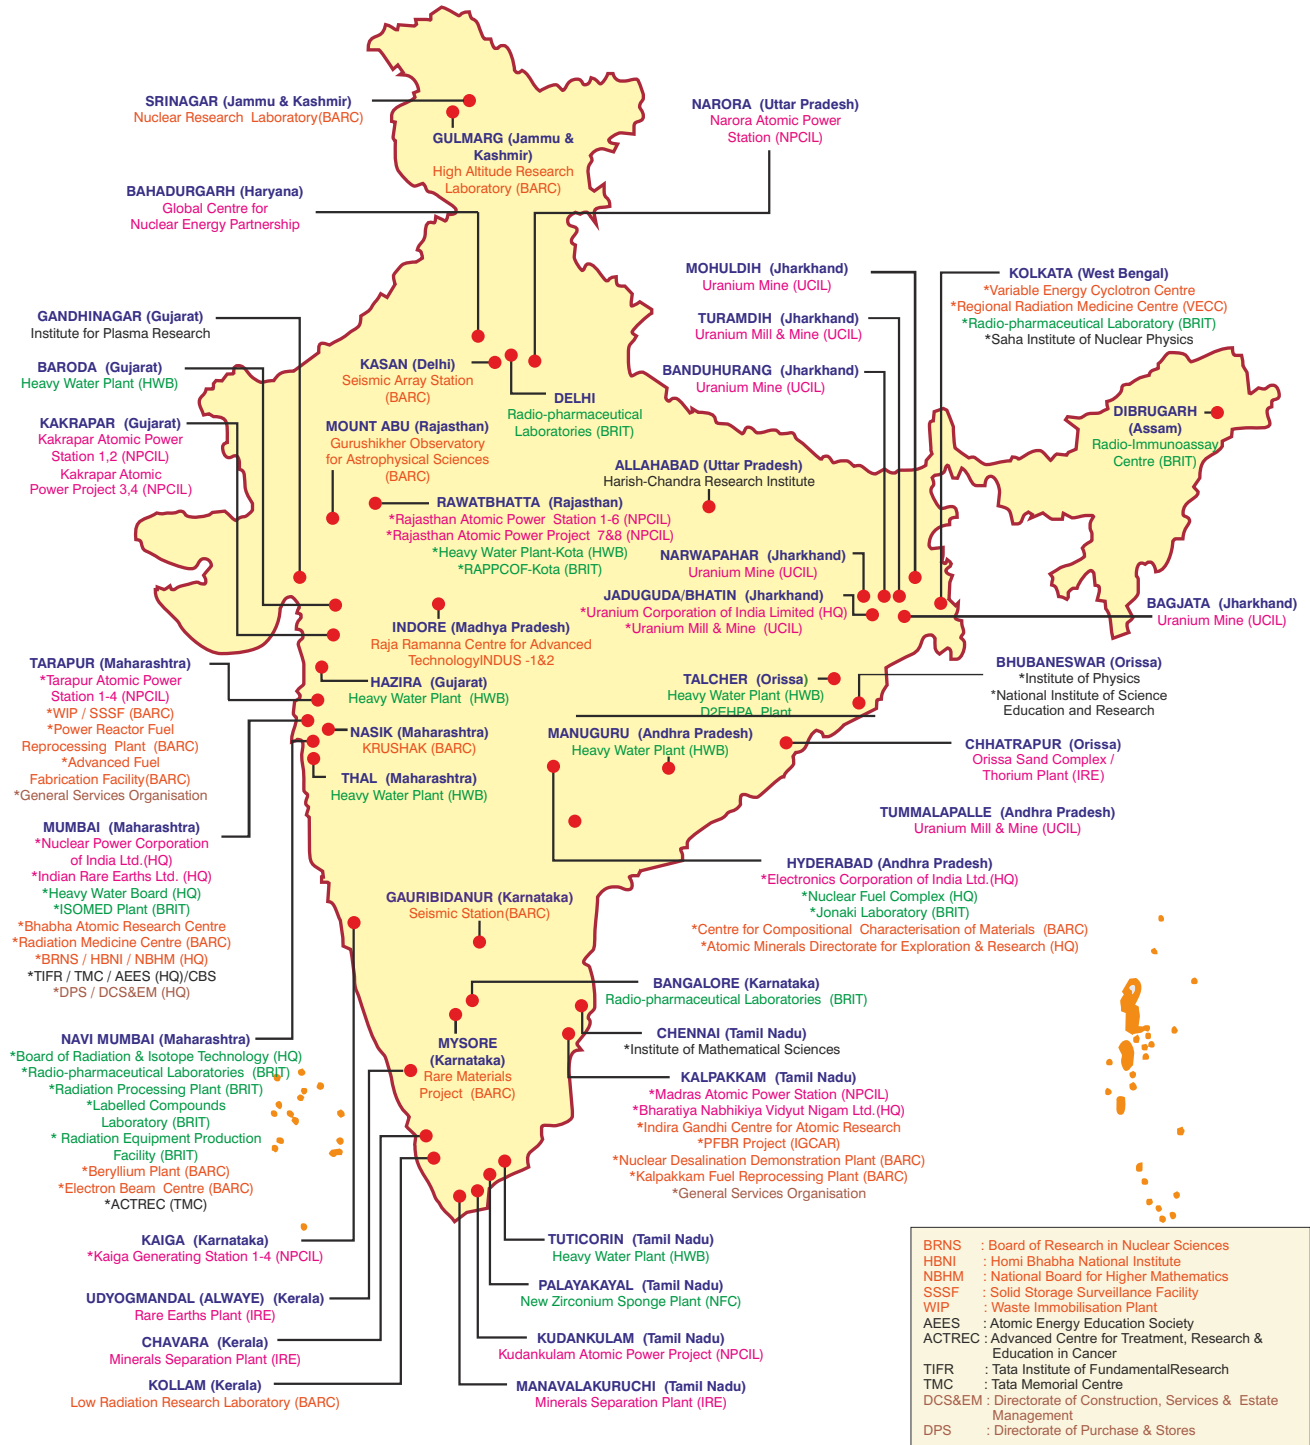 SRINAGAR (Jammu & Kashmir)
Nuclear Research Laboratory(BARC)
GULMARG (Jammu &
Kashmir)
High Altitude Research
Laboratory (BARC)
NARORA (Uttar Pradesh)
Narora Atomic Power
Station (NPCIL)
BAHADURGARH (Haryana)
Global Centre for
Nuclear Energy Partnership
MOHULDIH (Jharkhand)
Uranium Mine (UCIL)
TURAMDIH (Jharkhand)
Uranium Mill & Mine (UCIL)
BANDUHURANG (Jharkhand)
Uranium Mine (UCIL)
KOLKATA (West Bengal)
*Variable Energy Cyclotron Centre
*Regional Radiation Medicine Centre (VECC)
*Radio-pharmaceutical Laboratory (BRIT)
*Saha Institute of Nuclear Physics
GANDHINAGAR (Gujarat)
Institute for Plasma Research
BARODA (Gujarat)
Heavy Water Plant (HWB)
KAKRAPAR (Gujarat)
Kakrapar Atomic Power
Station 1,2 (NPCIL)
Kakrapar Atomic
Power Project 3,4 (NPCIL)
KASAN (Delhi)
Seismic Array Station
(BARC)
DELHI
Radio-pharmaceutical
Laboratories (BRIT)
MOUNT ABU (Rajasthan)
Gurushikher Observatory
for Astrophysical Sciences
(BARC)
DIBRUGARH
(Assam)
Radio-Immunoassay
Centre (BRIT)
ALLAHABAD (Uttar Pradesh)
Harish-Chandra Research Institute
RAWATBHATTA (Rajasthan)
*Rajasthan Atomic Power Station 1-6 (NPCIL)
*Rajasthan Atomic Power Project 7&8 (NPCIL)
*Heavy Water Plant-Kota (HWB)
*RAPPCOF-Kota (BRIT)
NARWAPAHAR (Jharkhand)
Uranium Mine (UCIL)
JADUGUDA/BHATIN (Jharkhand)
*Uranium Corporation of India Limited (HQ)
*Uranium Mill & Mine (UCIL)
BAGJATA (Jharkhand)
Uranium Mine (UCIL)
INDORE (Madhya Pradesh)
Raja Ramanna Centre for Advanced
TechnologyINDUS -1&2
TARAPUR (Maharashtra)
*Tarapur Atomic Power
Station 1-4 (NPCIL)
*WIP / SSSF (BARC)
*Power Reactor Fuel
Reprocessing Plant (BARC)
*Advanced Fuel
Fabrication Facility(BARC)
*General Services Organisation
HAZIRA (Gujarat)
Heavy Water Plant (HWB)
TALCHER (Orissa)
Heavy Water Plant (HWB)
D2EHPA Plant
BHUBANESWAR (Orissa)
*Institute of Physics
*National Institute of Science
Education and Research
NASIK (Maharashtra)
KRUSHAK (BARC)
MANUGURU (Andhra Pradesh)
Heavy Water Plant (HWB)
CHHATRAPUR (Orissa)
Orissa Sand Complex /
Thorium Plant (IRE)
THAL (Maharashtra)
Heavy Water Plant (HWB)
TUMMALAPALLE (Andhra Pradesh)
Uranium Mill & Mine (UCIL)
MUMBAI (Maharashtra)
*Nuclear Power Corporation
of India Ltd.(HQ)
*Indian Rare Earths Ltd. (HQ)
*Heavy Water Board (HQ)
*ISOMED Plant (BRIT)
*Bhabha Atomic Research Centre
*Radiation Medicine Centre (BARC)
*BRNS / HBNI / NBHM (HQ)
*TIFR / TMC / AEES (HQ)/CBS
*DPS / DCS&EM (HQ)
HYDERABAD (Andhra Pradesh)
*Electronics Corporation of India Ltd.(HQ)
*Nuclear Fuel Complex (HQ)
*Jonaki Laboratory (BRIT)
*Centre for Compositional Characterisation of Materials (BARC)
*Atomic Minerals Directorate for Exploration & Research (HQ)
GAURIBIDANUR (Karnataka)
Seismic Station(BARC)
BANGALORE (Karnataka)
Radio-pharmaceutical Laboratories (BRIT)
MYSORE
(Karnataka)
Rare Materials
Project (BARC)
CHENNAI (Tamil Nadu)
*Institute of Mathematical Sciences
NAVI MUMBAI (Maharashtra)
*Board of Radiation & Isotope Technology (HQ)
*Radio-pharmaceutical Laboratories (BRIT)
*Radiation Processing Plant (BRIT)
*Labelled Compounds
Laboratory (BRIT)
* Radiation Equipment Production
Facility (BRIT)
*Beryllium Plant (BARC)
*Electron Beam Centre (BARC)
*ACTREC (TMC)
KALPAKKAM (Tamil Nadu)
*Madras Atomic Power Station (NPCIL)
*Bharatiya Nabhikiya Vidyut Nigam Ltd.(HQ)
*Indira Gandhi Centre for Atomic Research
*PFBR Project (IGCAR)
*Nuclear Desalination Demonstration Plant (BARC)
*Kalpakkam Fuel Reprocessing Plant (BARC)
*General Services Organisation
KAIGA (Karnataka)
*Kaiga Generating Station 1-4 (NPCIL)
TUTICORIN (Tamil Nadu)
Heavy Water Plant (HWB)
UDYOGMANDAL (ALWAYE) (Kerala)
Rare Earths Plant (IRE)
PALAYAKAYAL (Tamil Nadu)
New Zirconium Sponge Plant (NFC)
CHAVARA (Kerala)
Minerals Separation Plant (IRE)
KUDANKULAM (Tamil Nadu)
Kudankulam Atomic Power Project (NPCIL)
KOLLAM (Kerala)
Low Radiation Research Laboratory (BARC)
MANAVALAKURUCHI (Tamil Nadu)
Minerals Separation Plant (IRE)
BRNS : Board of Research in Nuclear Sciences
HBNI : Homi Bhabha National Institute
NBHM : National Board for Higher Mathematics
SSSF : Solid Storage Surveillance Facility
WIP : Waste Immobilisation Plant
AEES : Atomic Energy Education Society
ACTREC : Advanced Centre for Treatment, Research &
Education in Cancer
TIFR : Tata Institute of FundamentalResearch
TMC : Tata Memorial Centre
DCS&EM : Directorate of Construction, Services & Estate
Management
DPS : Directorate of Purchase & Stores